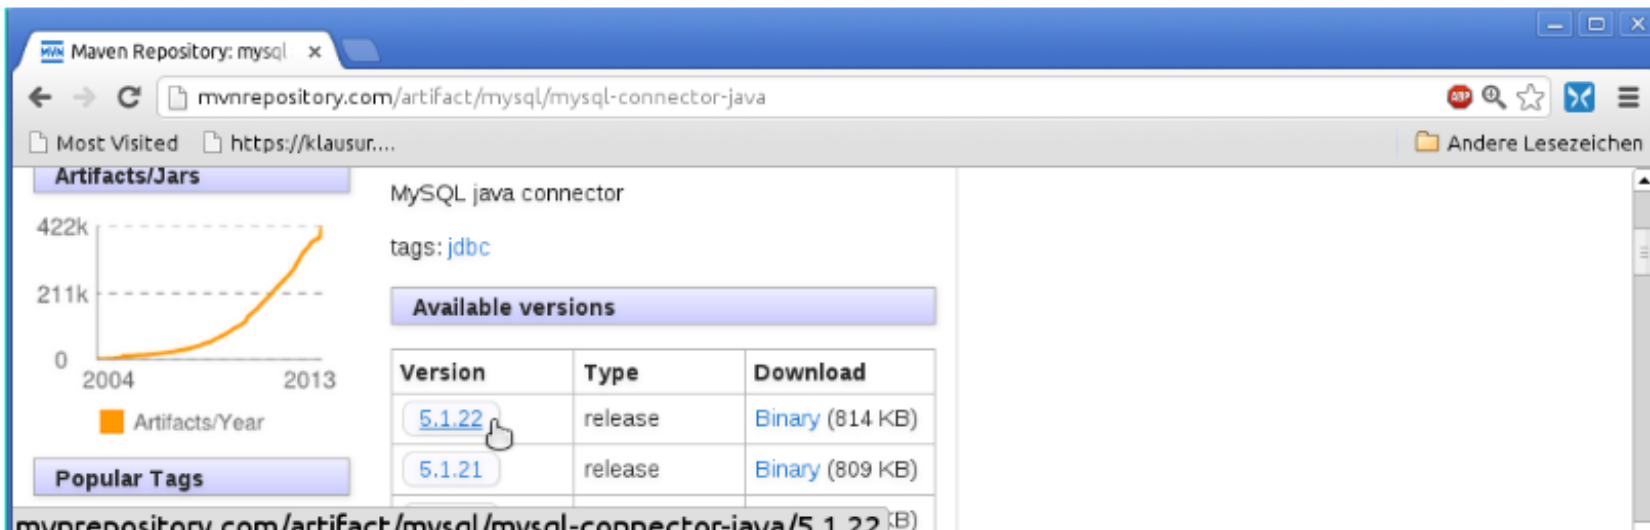 Maven Repository: mysql
mvnrepository.com/artifact/mysql/mysql-connector-java
ABP
Most Visited
https://klausur....
Andere Lesezeichen
Artifacts/Jars
422k
211k
0
2004
2013
Artifacts/Year
Popular Tags
MySQL java connector
tags: jdbc
Available versions
Version Type Download
5.1.22 release Binary (814 KB)
5.1.21 release Binary (809 KB)
KB)
mvnrepository.com/artifact/mysql/mysql-connector-java/5.1.22